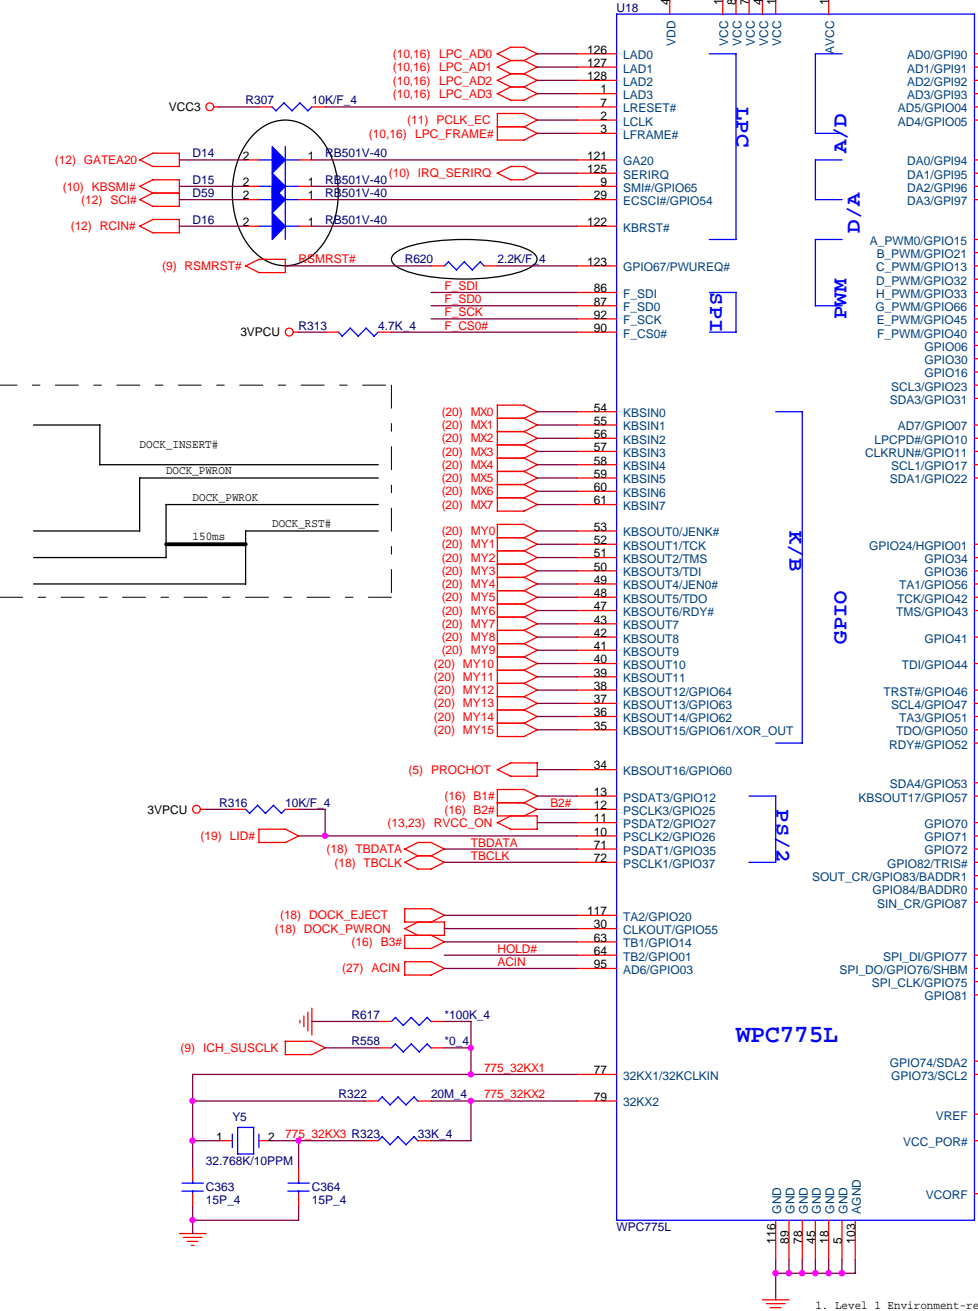 U18
VDD
VCC
VCC
VCC
VCC
VCC
AVCC
(10,16) LPC_AD0 126 LAD0
(10,16) LPC_AD1 127 LAD1
(10,16) LPC_AD2 128 LAD2
(10,16) LPC_AD3 1 LAD3
VCC3 R307 10K/F_4 7 LRESET#
(11) PCLK_EC 2 LCLK
(10,16) LPC_FRAME# 3 LFRAME#
(12) GATEA20 D14 2 1 RB501V-40 121 GA20
(10) IRQ_SERIRQ 125 SERIRQ
(10) KBSMI# D15 2 1 RB501V-40 9 SMI#/GPIO65
(12) SCI# D59 2 1 RB501V-40 29 ECSCI#/GPIO54
(12) RCIN# D16 2 1 RB501V-40 122 KBRST#
(9) RSMRST# RSMRST# R620 2.2K/F_4 123 GPIO67/PWUREQ#
F_SDI 86 F_SDI
F_SD0 87 F_SD0
F_SCK 92 F_SCK
3VPCU R313 4.7K_4 F_CS0# 90 F_CS0#
LPC
SPI
A/D
D/A
PWM
AD0/GPI90
AD1/GPI91
AD2/GPI92
AD3/GPI93
AD5/GPI04
AD4/GPI05
DA0/GPI94
DA1/GPI95
DA2/GPI96
DA3/GPI97
A_PWM0/GPIO15
B_PWM/GPIO21
C_PWM/GPIO13
D_PWM/GPIO32
H_PWM/GPIO33
G_PWM/GPIO66
E_PWM/GPIO45
F_PWM/GPIO40
GPIO06
GPIO30
GPIO16
SCL3/GPIO23
SDA3/GPIO31
AD7/GPIO07
LPCPD#/GPIO10
CLKRUN#/GPIO11
SCL1/GPIO17
SDA1/GPIO22
DOCK_INSERT#
DOCK_PWRON
DOCK_PWROK
DOCK_RST#
150ms
(20) MX0 54 KBSIN0
(20) MX1 55 KBSIN1
(20) MX2 56 KBSIN2
(20) MX3 57 KBSIN3
(20) MX4 58 KBSIN4
(20) MX5 59 KBSIN5
(20) MX6 60 KBSIN6
(20) MX7 61 KBSIN7
(20) MY0 53 KBSOUT0/JENK#
(20) MY1 52 KBSOUT1/TCK
(20) MY2 51 KBSOUT2/TMS
(20) MY3 50 KBSOUT3/TDI
(20) MY4 49 KBSOUT4/JEN0#
(20) MY5 48 KBSOUT5/TDO
(20) MY6 47 KBSOUT6/RDY#
(20) MY7 43 KBSOUT7
(20) MY8 42 KBSOUT8
(20) MY9 41 KBSOUT9
(20) MY10 40 KBSOUT10
(20) MY11 39 KBSOUT11
(20) MY12 38 KBSOUT12/GPIO64
(20) MY13 37 KBSOUT13/GPIO63
(20) MY14 36 KBSOUT14/GPIO62
(20) MY15 35 KBSOUT15/GPIO61/XOR_OUT
(5) PROCHOT 34 KBSOUT16/GPIO60
K/B
GPIO
GPIO24/HGPIO01
GPIO34
GPIO36
TA1/GPIO56
TCK/GPIO42
TMS/GPIO43
GPIO41
TDI/GPIO44
TRST#/GPIO46
SCL4/GPIO47
TA3/GPIO51
TDO/GPIO50
RDY#/GPIO52
SDA4/GPIO53
KBSOUT17/GPIO57
GPIO70
GPIO71
GPIO72
GPIO82/TRIS#
SOUT_CR/GPIO83/BADDR1
GPIO84/BADDR0
SIN_CR/GPIO87
(16) B1# 13 PSDAT3/GPIO12
(16) B2# B2# 12 PSCLK3/GPIO25
(13,23) RVCC_ON 11 PSDAT2/GPIO27
3VPCU R316 10K/F_4
(19) LID# 10 PSCLK2/GPIO26
(18) TBDATA TBDATA 71 PSDAT1/GPIO35
(18) TBCLK TBCLK 72 PSCLK1/GPIO37
PS/2
(18) DOCK_EJECT 117 TA2/GPIO20
(18) DOCK_PWRON 30 CLKOUT/GPIO55
(16) B3# 63 TB1/GPIO14
HOLD# 64 TB2/GPIO01
(27) ACIN ACIN 95 AD6/GPIO03
SPI_DI/GPIO77
SPI_DO/GPIO76/SHBM
SPI_CLK/GPIO75
GPIO81
WPC775L
R617 *100K_4
(9) ICH_SUSCLK R558 *0_4
775_32KX1 77 32KX1/32KCLKIN
R322 20M_4 775_32KX2 79 32KX2
Y5
1 2 775_32KX3 R323 33K_4
32.768K/10PPM
C363
15P_4
C364
15P_4
GPIO74/SDA2
GPIO73/SCL2
VREF
VCC_POR#
VCORF
GND
GND
GND
GND
GND
GND
AGND
WPC775L
116
89
78
45
18
5
103
1. Level 1 Environment-re